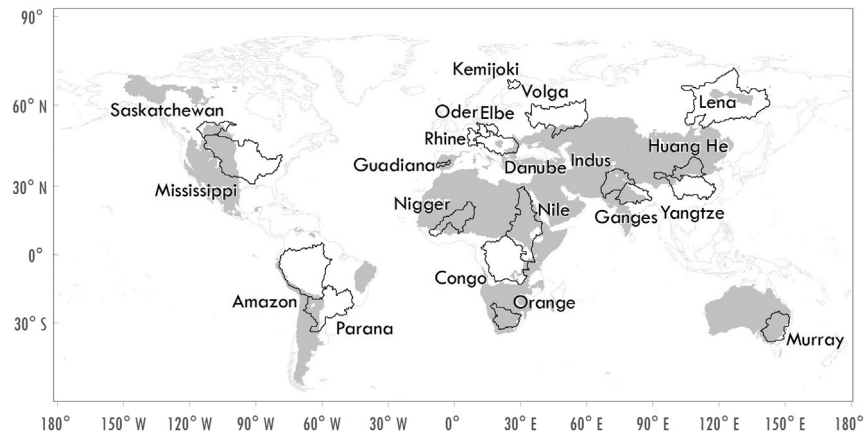 90°
Kemijoki
Volga
60° N
Saskatchewan
Oder Elbe
Lena
Rhine
Huang He
Guadiana
Danube
Indus
30° N
Mississippi
Nigger
Nile
Ganges
Yangtze
0°
Congo
Amazon
Orange
30° S
Parana
Murray
180° 150° W 120° W 90° W 60° W 30° W 0° 30° E 60° E 90° E 120° E 150° E 180°